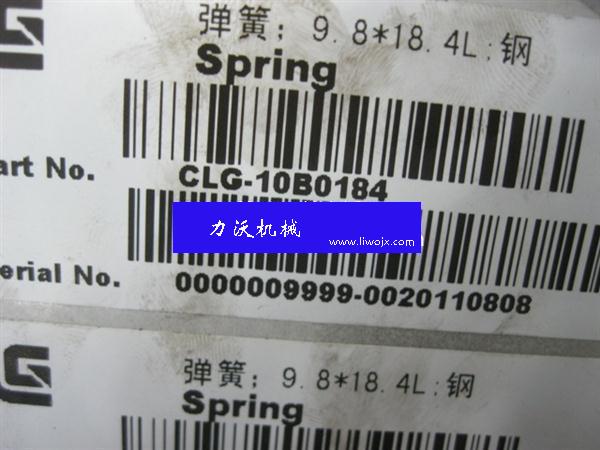 弹簧; 9.8*18.4L;钢
Spring
art No.
CLG-10B0184
力沃机械
www.liwojx.com
erial No.
0000009999-0020110808
弹簧; 9.8*18.4L;钢
Spring